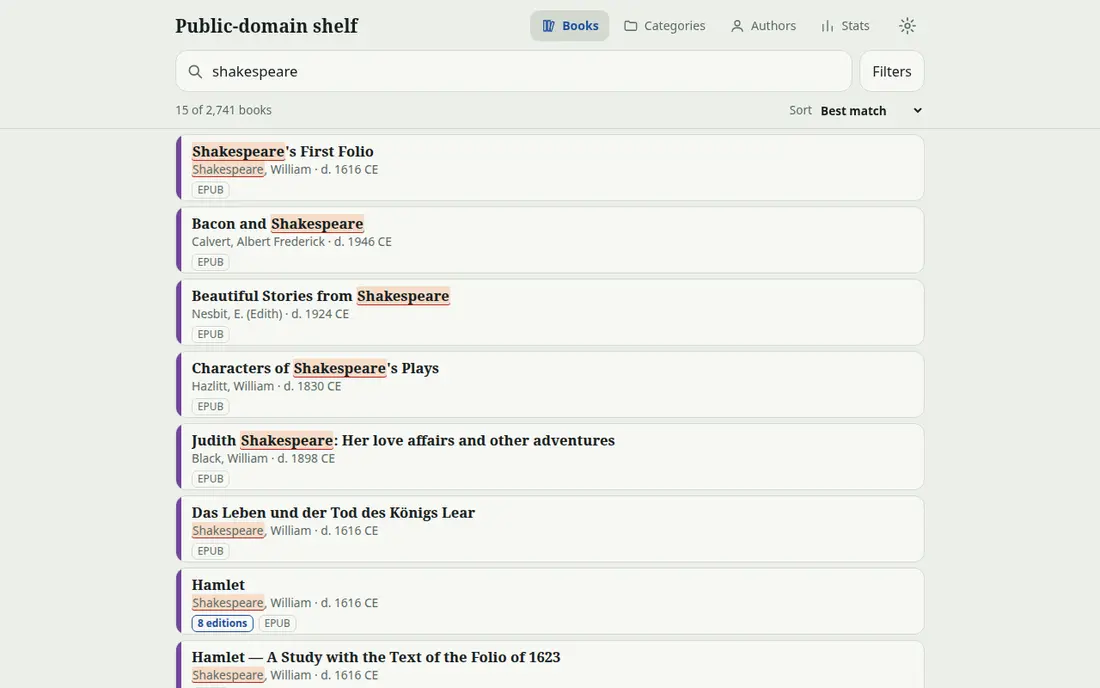 Public-domain shelf
Books
Categories
Authors
Stats
shakespeare
Filters
15 of 2,741 books
Sort
Best match
Shakespeare's First Folio
Shakespeare, William · d. 1616 CE
EPUB
Bacon and Shakespeare
Calvert, Albert Frederick · d. 1946 CE
EPUB
Beautiful Stories from Shakespeare
Nesbit, E. (Edith) · d. 1924 CE
EPUB
Characters of Shakespeare's Plays
Hazlitt, William · d. 1830 CE
EPUB
Judith Shakespeare: Her love affairs and other adventures
Black, William · d. 1898 CE
EPUB
Das Leben und der Tod des Königs Lear
Shakespeare, William · d. 1616 CE
EPUB
Hamlet
Shakespeare, William · d. 1616 CE
8 editions EPUB
Hamlet — A Study with the Text of the Folio of 1623
Shakespeare, William · d. 1616 CE